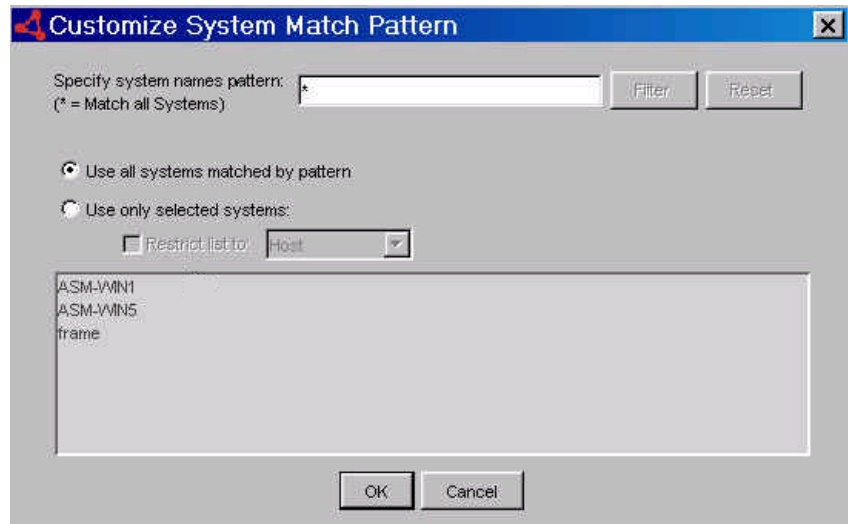 Customize System Match Pattern
Specify system names pattern:
(* = Match all Systems)
*
Filter
Reset
Use all systems matched by pattern
Use only selected systems:
Restrict list to:
Host
ASM-WIN1
ASM-WIN5
frame
OK
Cancel